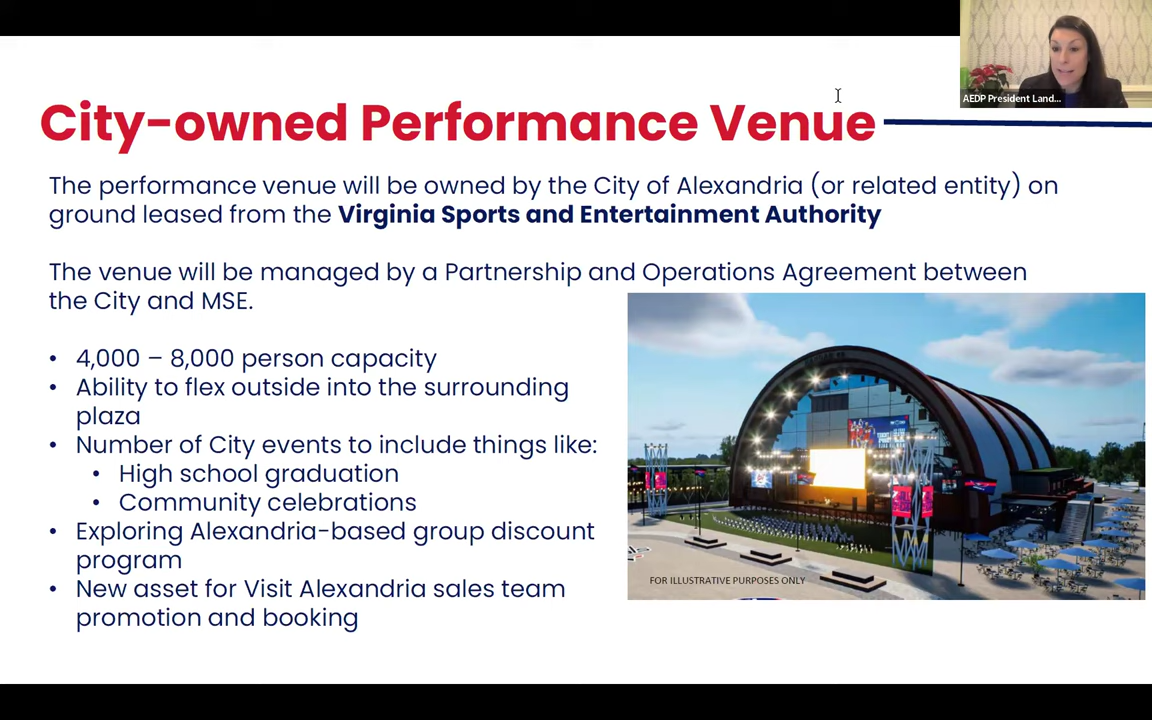 City-owned Performance Venue
AEDP President Land...
The performance venue will be owned by the City of Alexandria (or related entity) on
ground leased from the Virginia Sports and Entertainment Authority
The venue will be managed by a Partnership and Operations Agreement between
the City and MSE.
• 4,000 – 8,000 person capacity
• Ability to flex outside into the surrounding
plaza
• Number of City events to include things like:
• High school graduation
• Community celebrations
• Exploring Alexandria-based group discount
program
• New asset for Visit Alexandria sales team
promotion and booking
FOR ILLUSTRATIVE PURPOSES ONLY